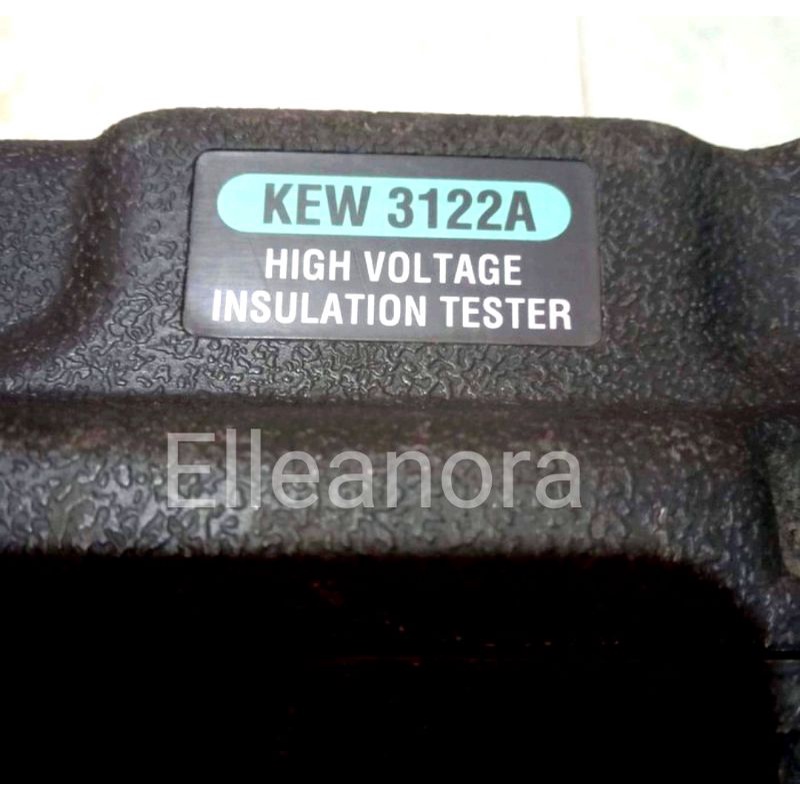 KEW 3122A
HIGH VOLTAGE
INSULATION TESTER
Elleanora